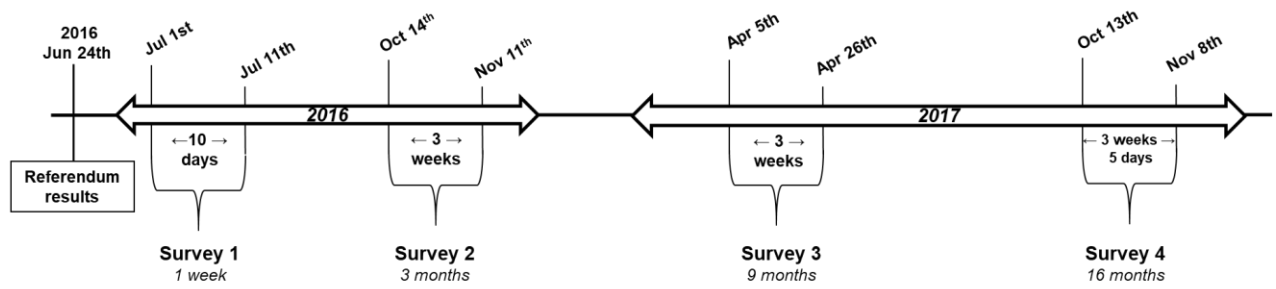 2016
Jun 24th
Jul 1st
Jul 11th
Oct 14th
Nov 11th
Apr 5th
Apr 26th
Oct 13th
Nov 8th
2016
2017
←10 →
days
← 3 →
weeks
← 3 →
weeks
← 3 weeks →
5 days
Referendum
results
Survey 1
1 week
Survey 2
3 months
Survey 3
9 months
Survey 4
16 months